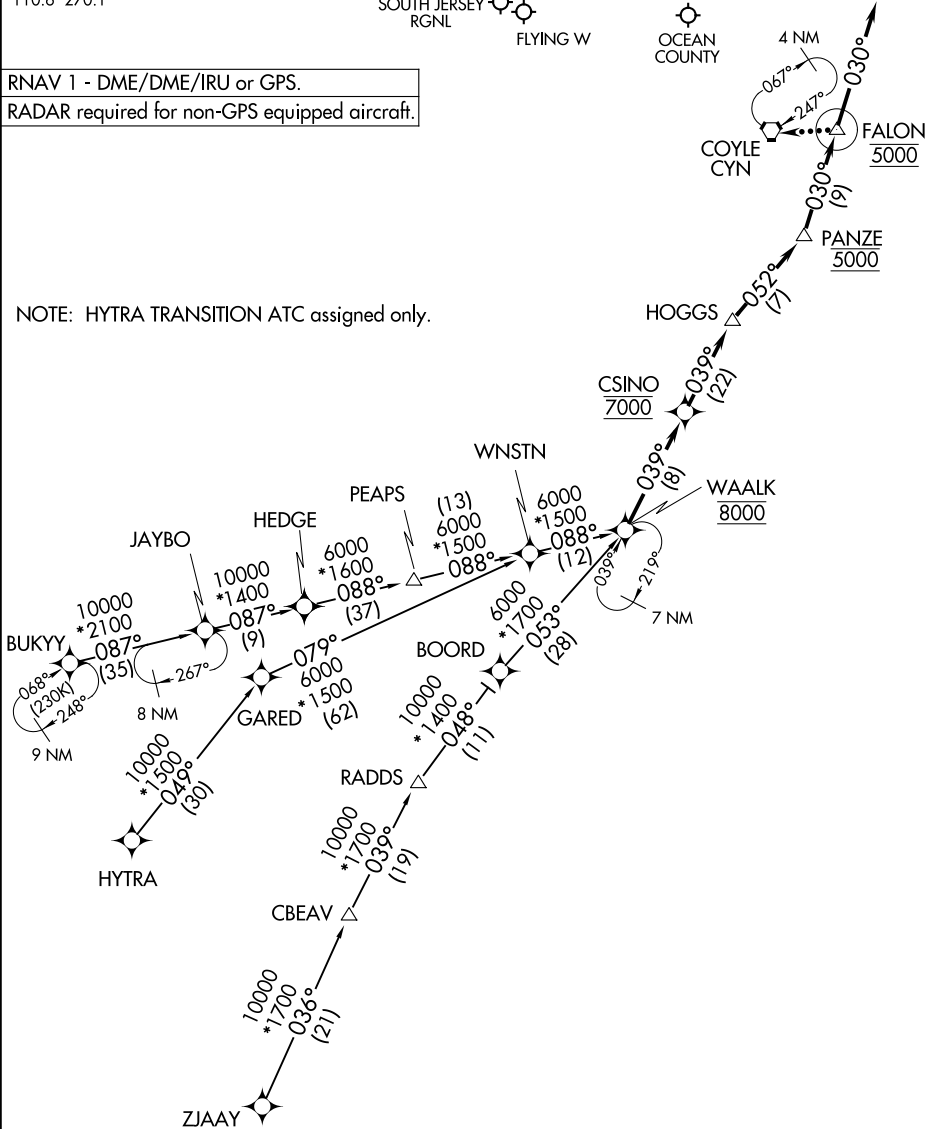 SOUTH JERSEY
RGNL
FLYING W
OCEAN
COUNTY
4 NM
067°
247°
030°
RNAV 1 - DME/DME/IRU or GPS.
RADAR required for non-GPS equipped aircraft.
COYLE
CYN
FALON
5000
030°
(9)
PANZE
5000
052°
(7)
NOTE: HYTRA TRANSITION ATC assigned only.
HOGGS
039°
(22)
CSINO
7000
039°
(8)
WAALK
8000
039°
219°
7 NM
WNSTN
6000
*1500
088°
(12)
PEAPS
(13)
6000
*1500
088°
HEDGE
6000
*1600
088°
(37)
JAYBO
10000
*1400
087°
(9)
267°
8 NM
BUKYY
10000
*2100
087°
(35)
068°
(230K)
248°
9 NM
079°
6000
*1500
(62)
GARED
10000
*1500
049°
(30)
HYTRA
6000
*1700
053°
(28)
BOORD
10000
*1400
048°
(11)
RADDS
10000
*1700
039°
(19)
CBEAV
10000
*1700
036°
(21)
ZJAAY